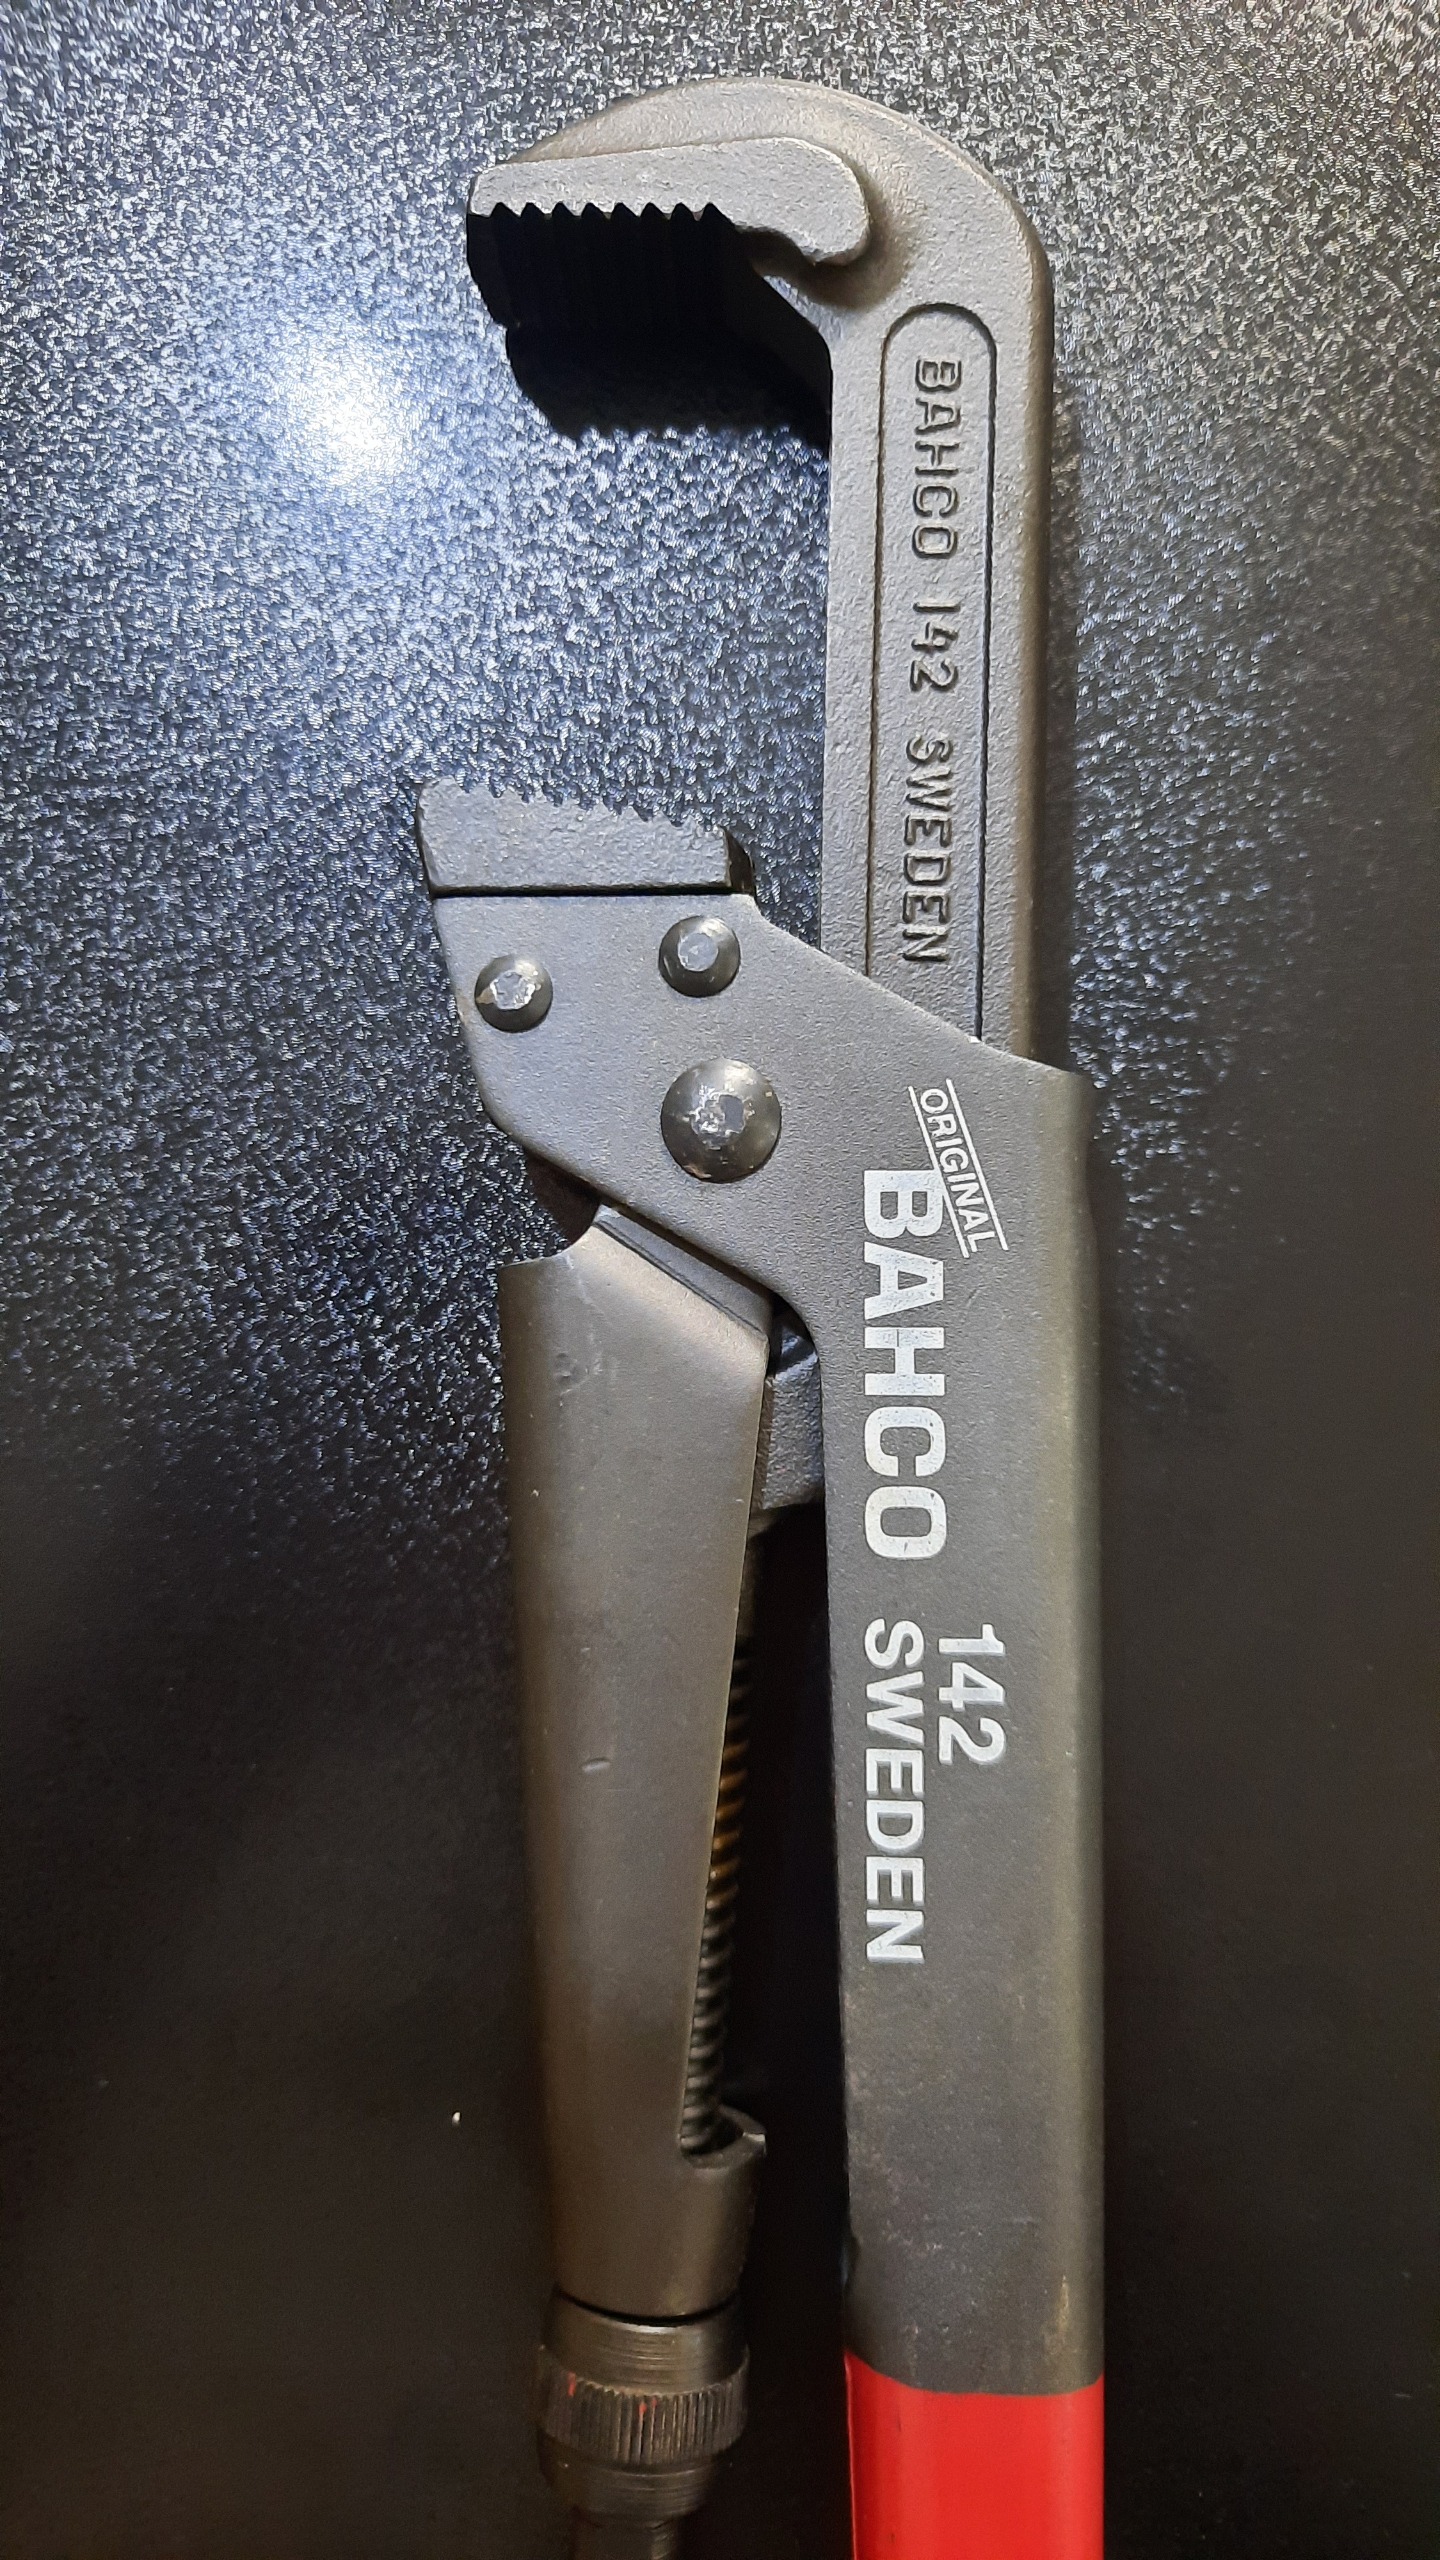 BAHCO 142 SWEDEN
ORIGINAL
BAHCO 142
SWEDEN